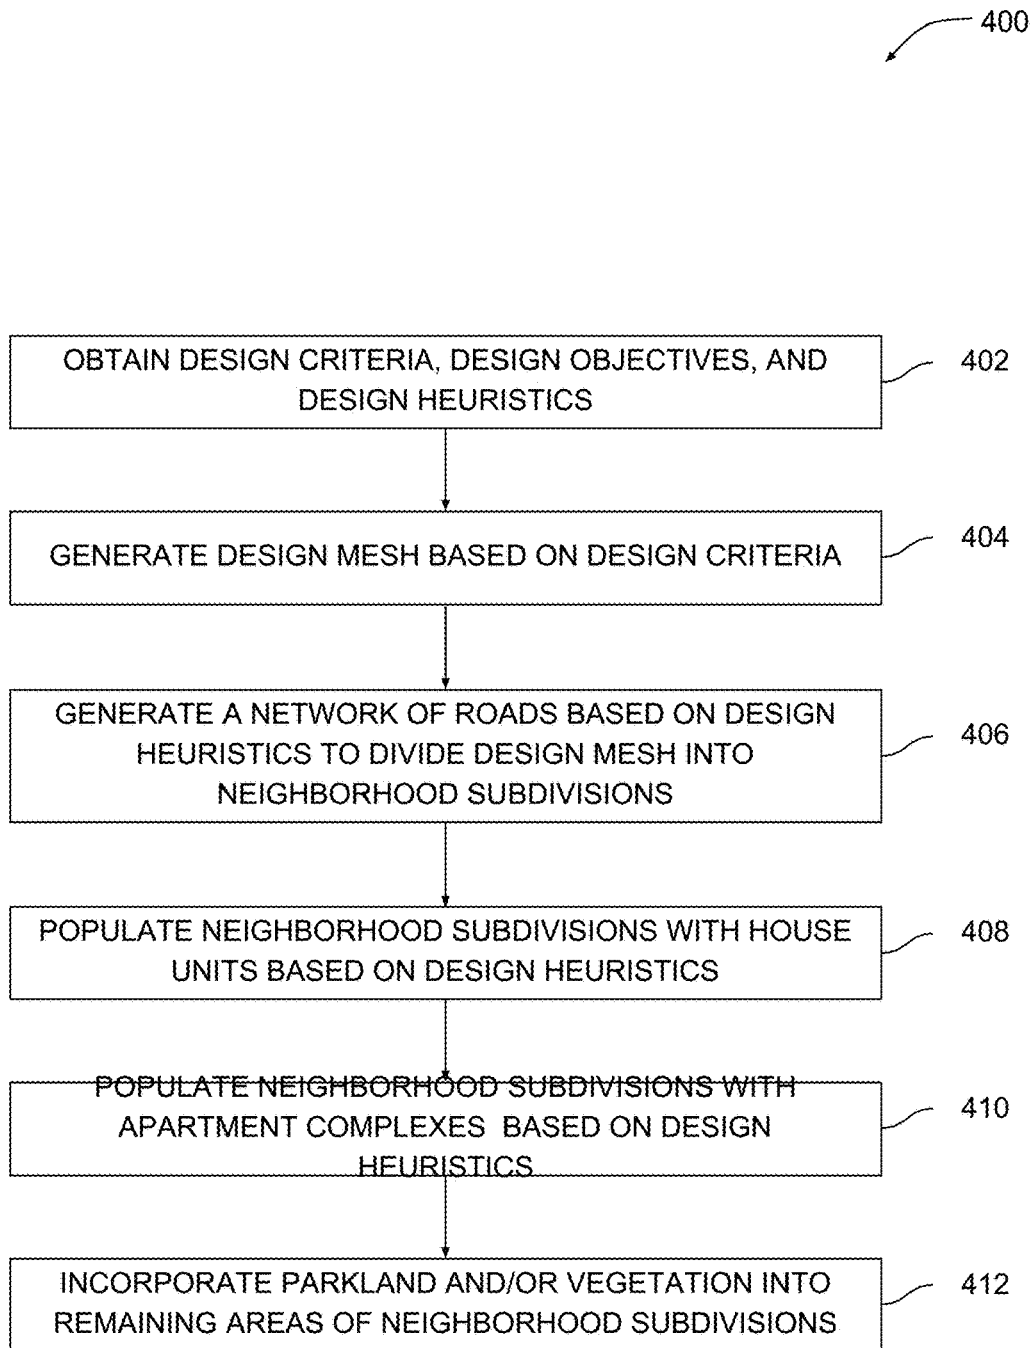 400
OBTAIN DESIGN CRITERIA, DESIGN OBJECTIVES, AND
DESIGN HEURISTICS
402
GENERATE DESIGN MESH BASED ON DESIGN CRITERIA
404
GENERATE A NETWORK OF ROADS BASED ON DESIGN
HEURISTICS TO DIVIDE DESIGN MESH INTO
NEIGHBORHOOD SUBDIVISIONS
406
POPULATE NEIGHBORHOOD SUBDIVISIONS WITH HOUSE
UNITS BASED ON DESIGN HEURISTICS
408
POPULATE NEIGHBORHOOD SUBDIVISIONS WITH
APARTMENT COMPLEXES BASED ON DESIGN
HEURISTICS
410
INCORPORATE PARKLAND AND/OR VEGETATION INTO
REMAINING AREAS OF NEIGHBORHOOD SUBDIVISIONS
412